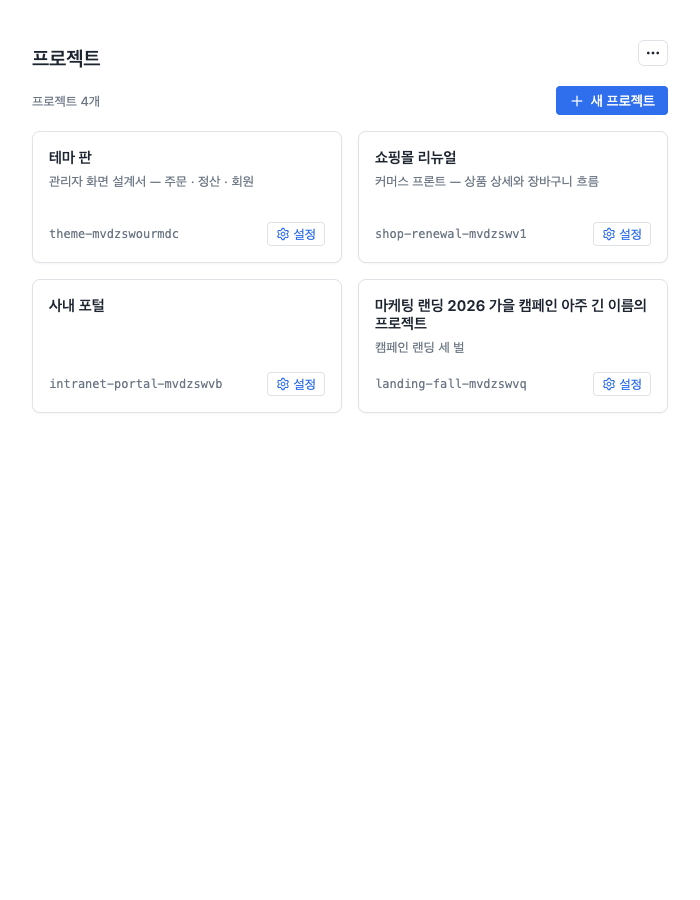 프로젝트
프로젝트 4개
새 프로젝트
테마 판
관리자 화면 설계서 — 주문 · 정산 · 회원
theme-mvdzswourmdc
설정
쇼핑몰 리뉴얼
커머스 프론트 — 상품 상세와 장바구니 흐름
shop-renewal-mvdzswv1
설정
사내 포털
intranet-portal-mvdzswvb
설정
마케팅 랜딩 2026 가을 캠페인 아주 긴 이름의
프로젝트
캠페인 랜딩 세 벌
landing-fall-mvdzswvq
설정